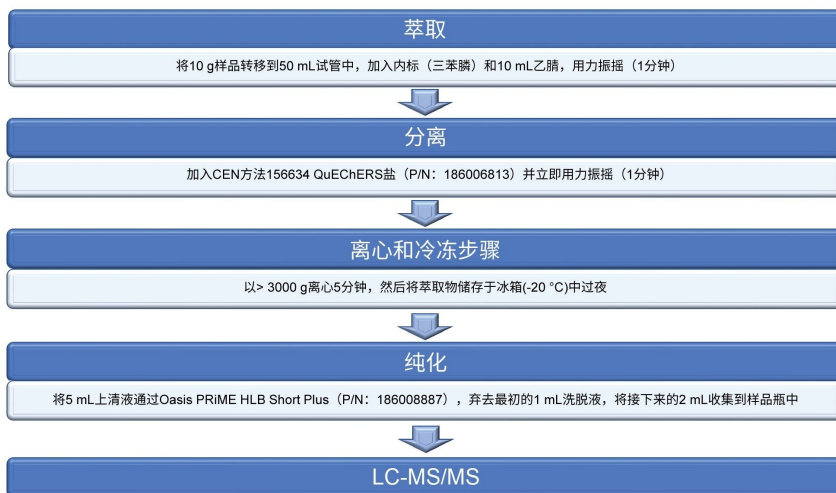 萃取
将10 g样品转移到50 mL试管中，加入内标（三苯膦）和10 mL乙腈，用力振摇（1分钟）
分离
加入CEN方法156634 QuEChERS盐（P/N：186006813）并立即用力振摇（1分钟）
离心和冷冻步骤
以> 3000 g离心5分钟，然后将萃取物储存于冰箱(-20 °C)中过夜
纯化
将5 mL上清液通过Oasis PRiME HLB Short Plus（P/N：186008887），弃去最初的1 mL洗脱液，将接下来的2 mL收集到样品瓶中
LC-MS/MS